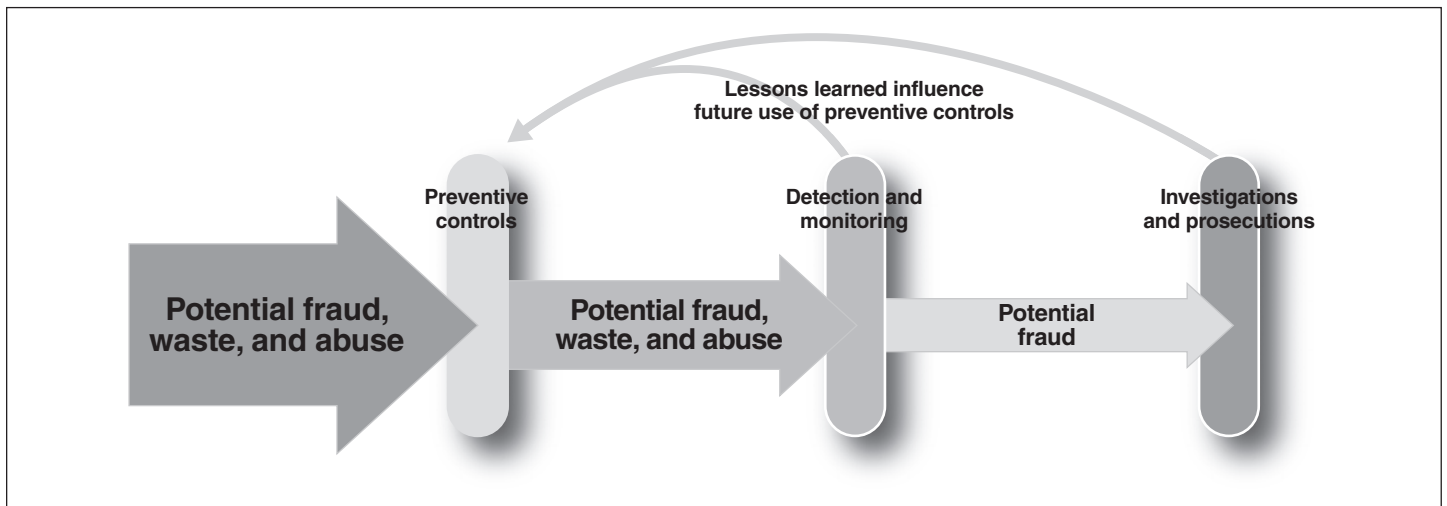 Lessons learned influence
future use of preventive controls
Preventive
controls
Detection and
monitoring
Investigations
and prosecutions
Potential fraud,
waste, and abuse
Potential fraud,
waste, and abuse
Potential
fraud